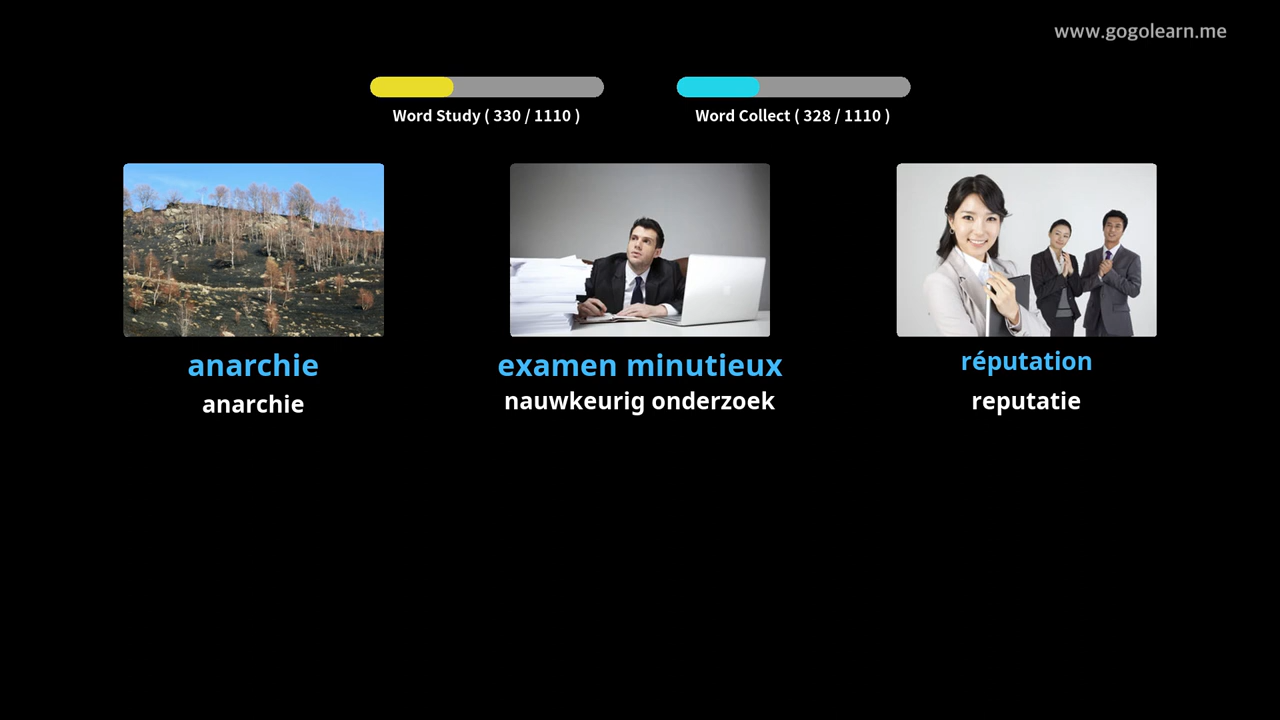 www.gogolearn.me
Word Study ( 330 / 1110 )
Word Collect ( 328 / 1110 )
anarchie
anarchie
examen minutieux
nauwkeurig onderzoek
réputation
reputatie